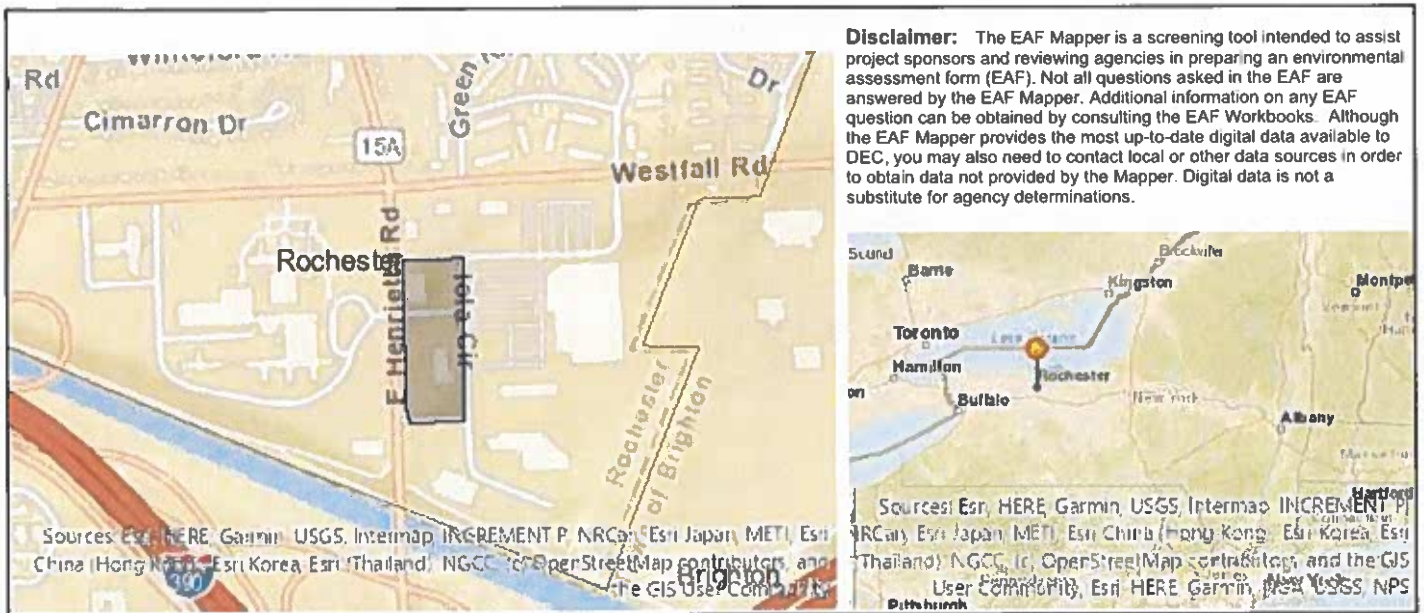 Disclaimer: The EAF Mapper is a screening tool intended to assist
project sponsors and reviewing agencies in preparing an environmental
assessment form (EAF). Not all questions asked in the EAF are
answered by the EAF Mapper. Additional information on any EAF
question can be obtained by consulting the EAF Workbooks. Although
the EAF Mapper provides the most up-to-date digital data available to
DEC, you may also need to contact local or other data sources in order
to obtain data not provided by the Mapper. Digital data is not a
substitute for agency determinations.
Rd
Cimarron Dr
15A
Dr
Westfall Rd
Rochester
E Henrietta Rd
Cir
Rochester
of Brighton
390
Brighton
Sources: Esri, HERE, Garmin, USGS, Intermap, INCREMENT P, NRCan, Esri Japan, METI, Esri
China (Hong Kong), Esri Korea, Esri (Thailand), NGCC, (c) OpenStreetMap contributors, and
the GIS User Community
Sound
Barrie
Brockville
Kingston
Montpe
Toronto
Hamilton
Rochester
on
Buffalo
New York
Albany
Hartford
Sources: Esri, HERE, Garmin, USGS, Intermap, INCREMENT P,
NRCan, Esri Japan, METI, Esri China (Hong Kong), Esri Korea, Esri
(Thailand), NGCC, (c) OpenStreetMap contributors, and the GIS
User Community, Esri, HERE, Garmin, USGS, NPS
Pittsburgh